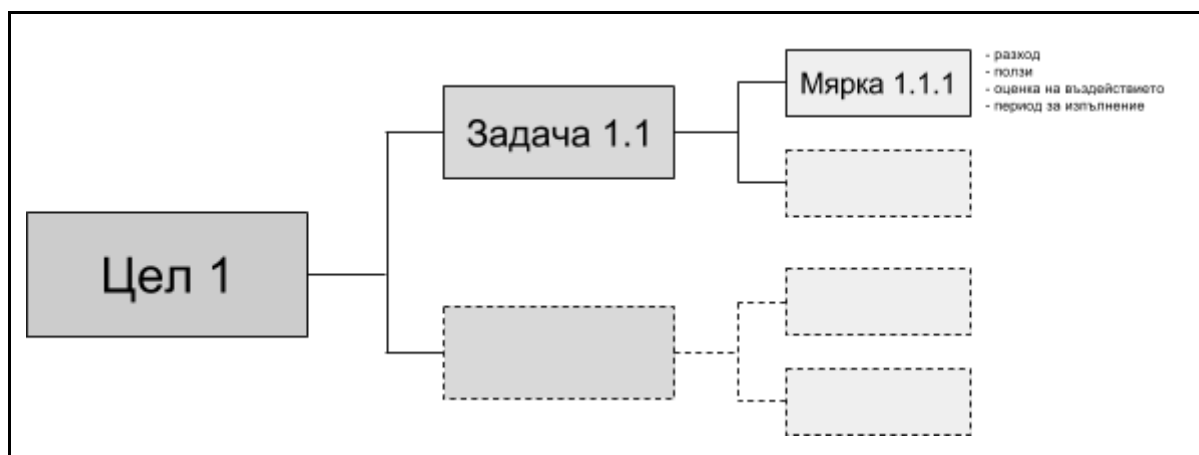 Цел 1
Задача 1.1
Мярка 1.1.1
- разход
- ползи
- оценка на въздействието
- период за изпълнение